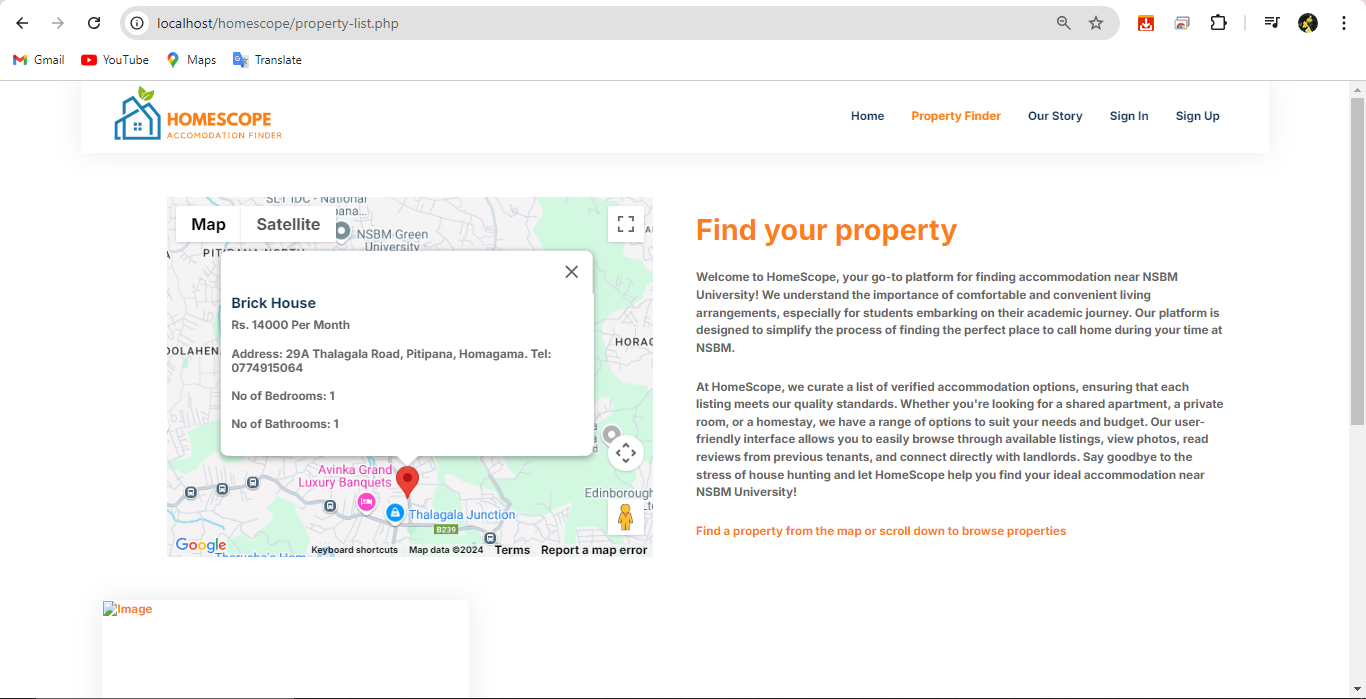 localhost/homescope/property-list.php
Gmail YouTube Maps Translate
HOMESCOPE
ACCOMODATION FINDER
Home Property Finder Our Story Sign In Sign Up
Map Satellite
NSBM Green
University
Brick House
Rs. 14000 Per Month
Address: 29A Thalagala Road, Pitipana, Homagama. Tel:
0774915064
No of Bedrooms: 1
No of Bathrooms: 1
HORAG
Avinka Grand
Luxury Banquets
Thalagala Junction
Edinborough
B239
Google
Keyboard shortcuts Map data ©2024 Terms Report a map error
Find your property
Welcome to HomeScope, your go-to platform for finding accommodation near NSBM
University! We understand the importance of comfortable and convenient living
arrangements, especially for students embarking on their academic journey. Our platform is
designed to simplify the process of finding the perfect place to call home during your time at
NSBM.
At HomeScope, we curate a list of verified accommodation options, ensuring that each
listing meets our quality standards. Whether you're looking for a shared apartment, a private
room, or a homestay, we have a range of options to suit your needs and budget. Our user-
friendly interface allows you to easily browse through available listings, view photos, read
reviews from previous tenants, and connect directly with landlords. Say goodbye to the
stress of house hunting and let HomeScope help you find your ideal accommodation near
NSBM University!
Find a property from the map or scroll down to browse properties
Image